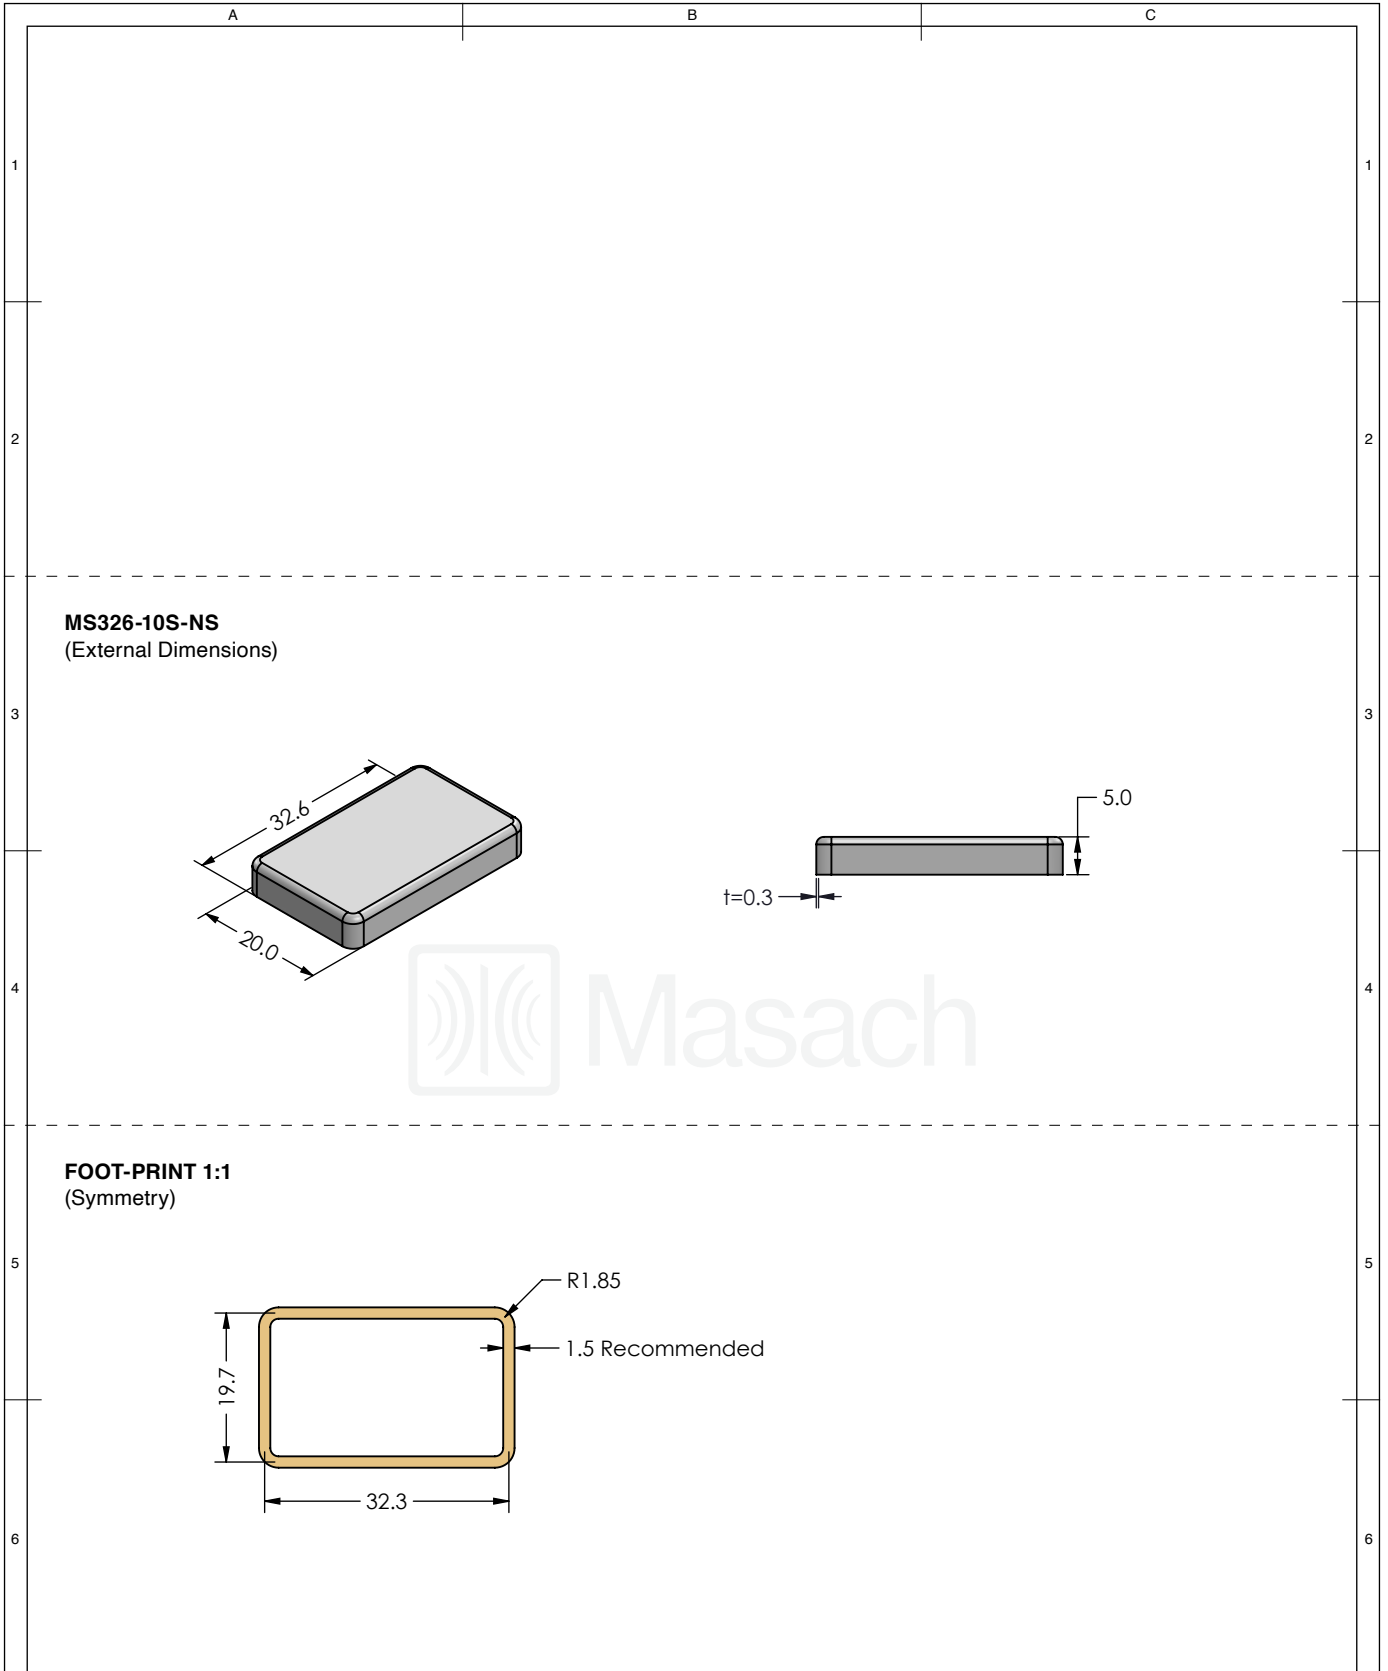 A B C
1 1
2 2
MS326-10S-NS
(External Dimensions)
3 3
32.6
5.0
t=0.3
20.0
4 4
Masach
FOOT-PRINT 1:1
(Symmetry)
5 5
R1.85
1.5 Recommended
19.7
32.3
6 6